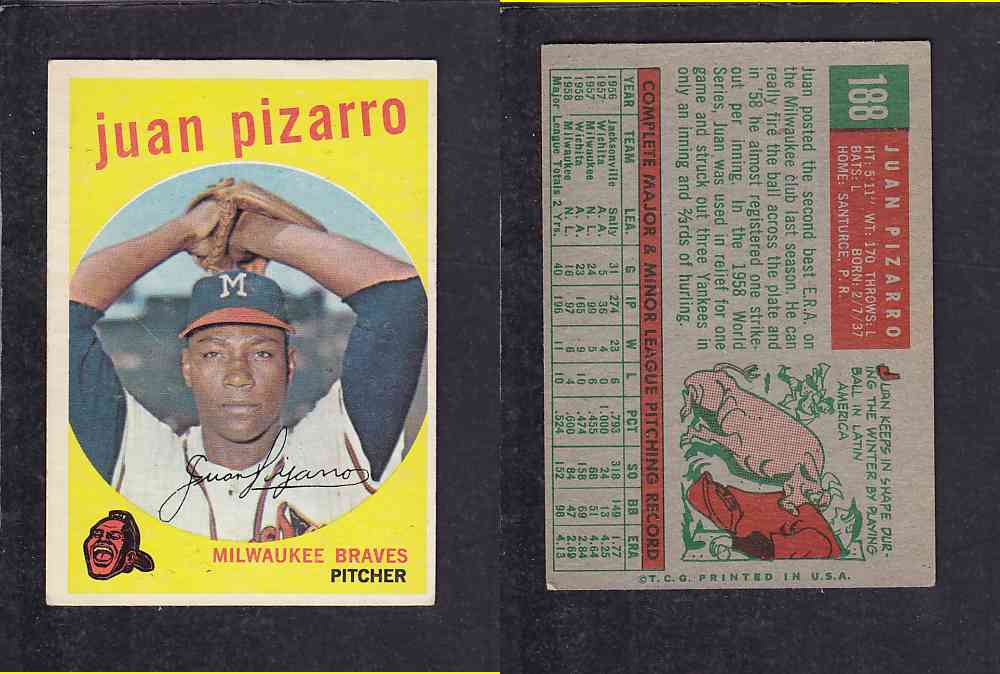 juan pizarro
M
Juan Pizarro
MILWAUKEE BRAVES
PITCHER
188
JUAN PIZARRO
HT: 5'11" WT: 170 THROWS: L
BATS: L BORN: 2/7/37
HOME: SANTURCE, P. R.
Juan posted the second best E.R.A. on
the Milwaukee club last season. He can
really fire the ball across the plate and
in '58 he almost registered one strike-
out per inning. In the 1958 World
Series, Juan was used in relief for one
game and struck out three Yankees in
only an inning and ⅔rds of hurling.
JUAN KEEPS IN SHAPE DUR-
ING THE WINTER BY PLAYING
BALL IN LATIN
AMERICA
COMPLETE MAJOR & MINOR LEAGUE PITCHING RECORD
YEAR TEAM LEA. G IP W L PCT SO BB ERA
1956 Jacksonville Sally 31 274 23 6 .793 318 149 1.77
1957 Wichita A. A. 5 36 4 0 1.000 24 13 4.25
1957 Milwaukee N. L. 24 99 5 6 .455 68 51 4.64
1958 Wichita A. A. 23 165 9 10 .474 158 69 2.84
1958 Milwaukee N. L. 16 97 6 4 .600 84 47 2.69
Major League Totals 2 Yrs. 40 196 11 10 .524 152 98 4.13
©T.C.G. PRINTED IN U.S.A.